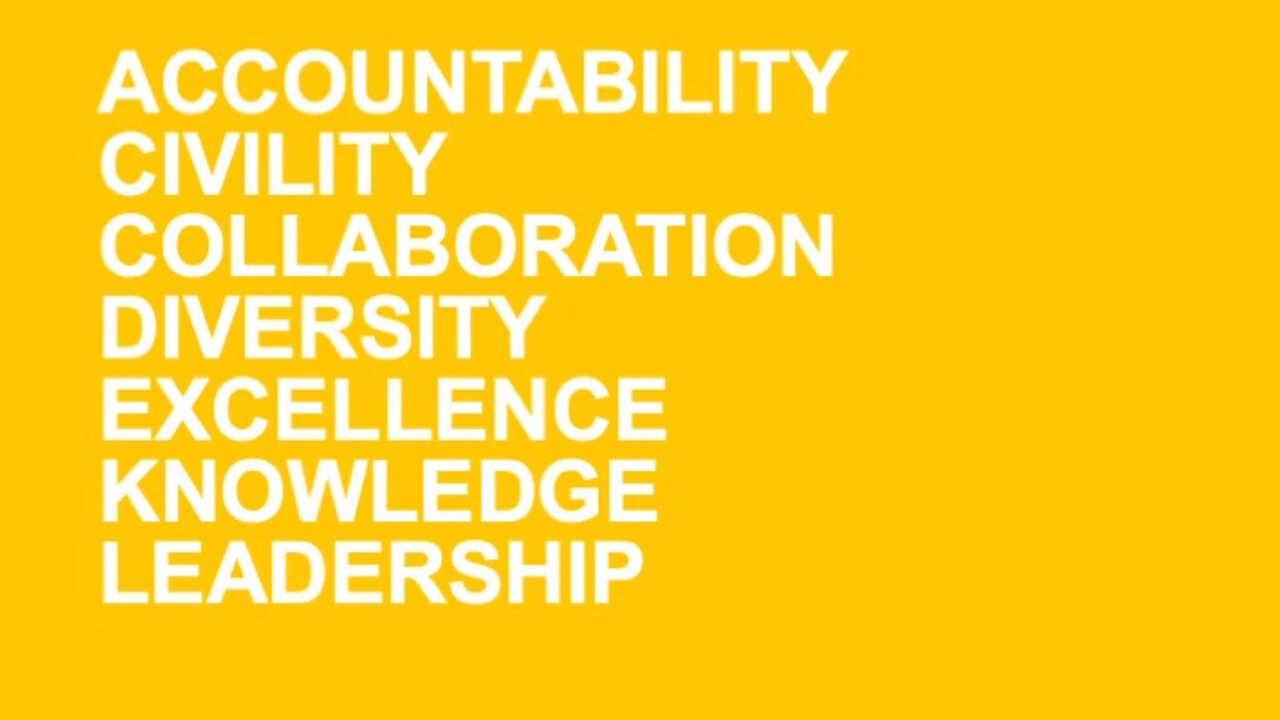 ACCOUNTABILITY
CIVILITY
COLLABORATION
DIVERSITY
EXCELLENCE
KNOWLEDGE
LEADERSHIP